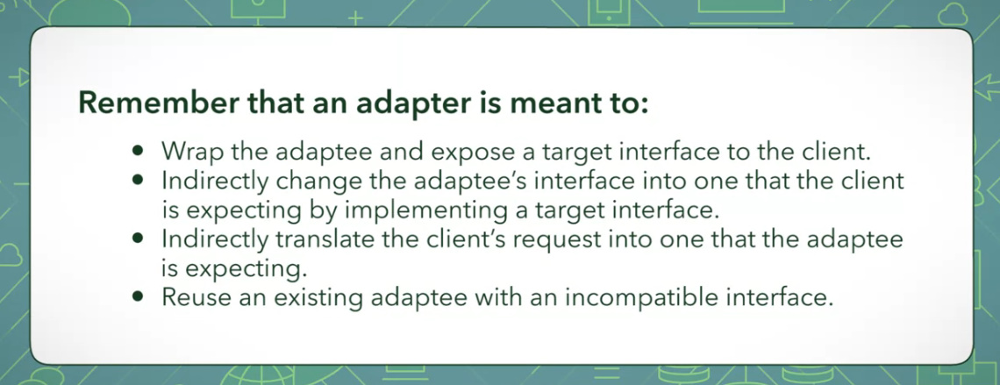 Remember that an adapter is meant to:
• Wrap the adaptee and expose a target interface to the client.
• Indirectly change the adaptee's interface into one that the client
is expecting by implementing a target interface.
• Indirectly translate the client's request into one that the adaptee
is expecting.
• Reuse an existing adaptee with an incompatible interface.